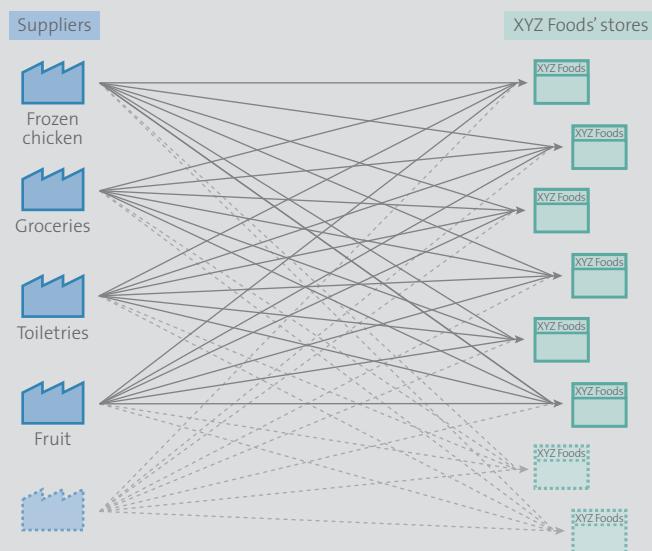 Suppliers
XYZ Foods’ stores
XYZ Foods
Frozen
chicken
XYZ Foods
XYZ Foods
Groceries
XYZ Foods
XYZ Foods
Toiletries
XYZ Foods
Fruit
XYZ Foods
XYZ Foods